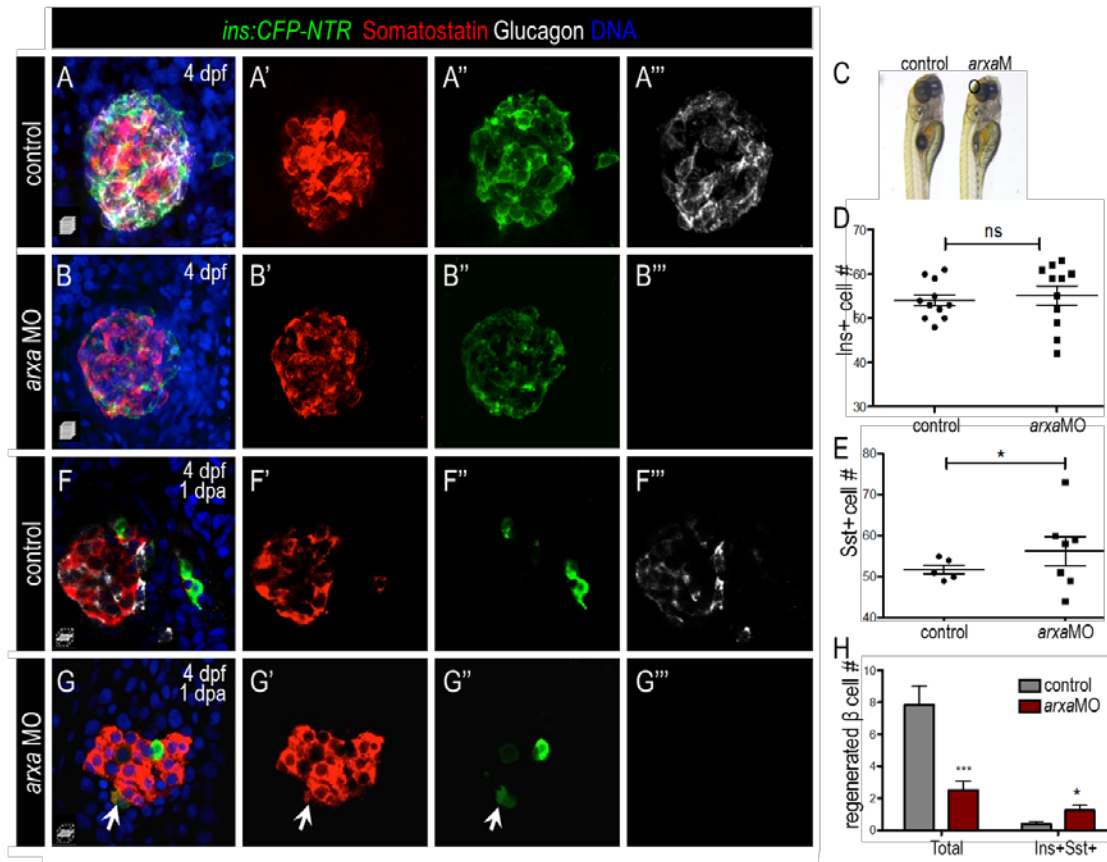 ins:CFP-NTR Somatostatin Glucagon DNA
control
A 4 dpf
A'
A''
A'''
arxa MO
B 4 dpf
B'
B''
B'''
control
F 4 dpf
1 dpa
F'
F''
F'''
arxa MO
G 4 dpf
1 dpa
G'
G''
G'''
C
control arxaM
O
D
ns
Ins+ cell #
70
60
50
40
30
control arxaMO
E
*
Sst+ cell #
80
70
60
50
40
control arxaMO
H
regenerated β cell #
10
8
6
4
2
0
control
arxaMO
***
*
Total Ins+Sst+